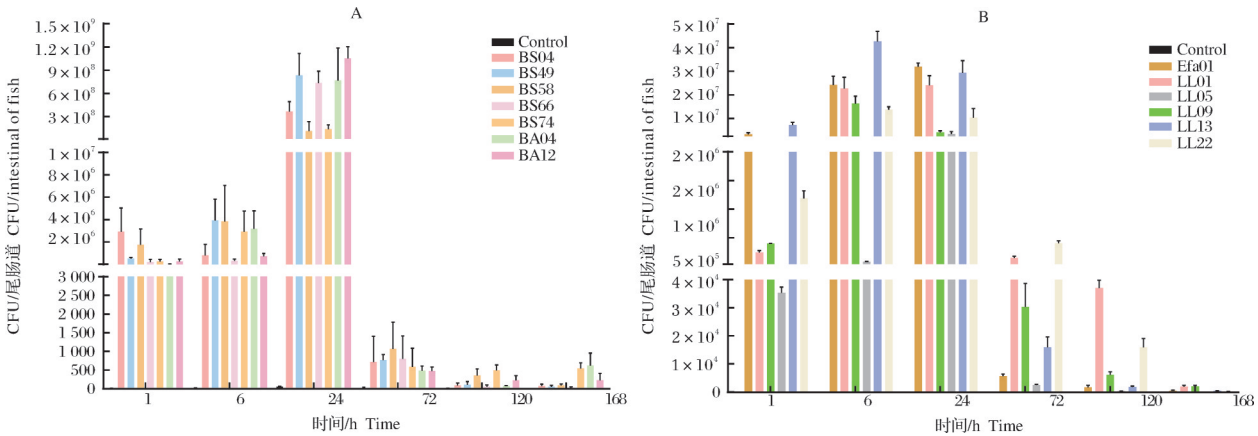 A
CFU/尾肠道 CFU/intestinal of fish
1.5×10⁹
1.2×10⁹
9×10⁸
6×10⁸
3×10⁸
1×10⁷
8×10⁶
6×10⁶
4×10⁶
2×10⁶
3 000
2 500
2 000
1 500
1 000
500
0
Control
BS04
BS49
BS58
BS66
BS74
BA04
BA12
1
6
24
72
120
168
时间/h Time
B
CFU/尾肠道 CFU/intestinal of fish
5×10⁷
4×10⁷
3×10⁷
2×10⁷
1×10⁷
2×10⁶
2×10⁶
1×10⁶
5×10⁵
4×10⁴
3×10⁴
2×10⁴
1×10⁴
0
Control
Efa01
LL01
LL05
LL09
LL13
LL22
1
6
24
72
120
168
时间/h Time